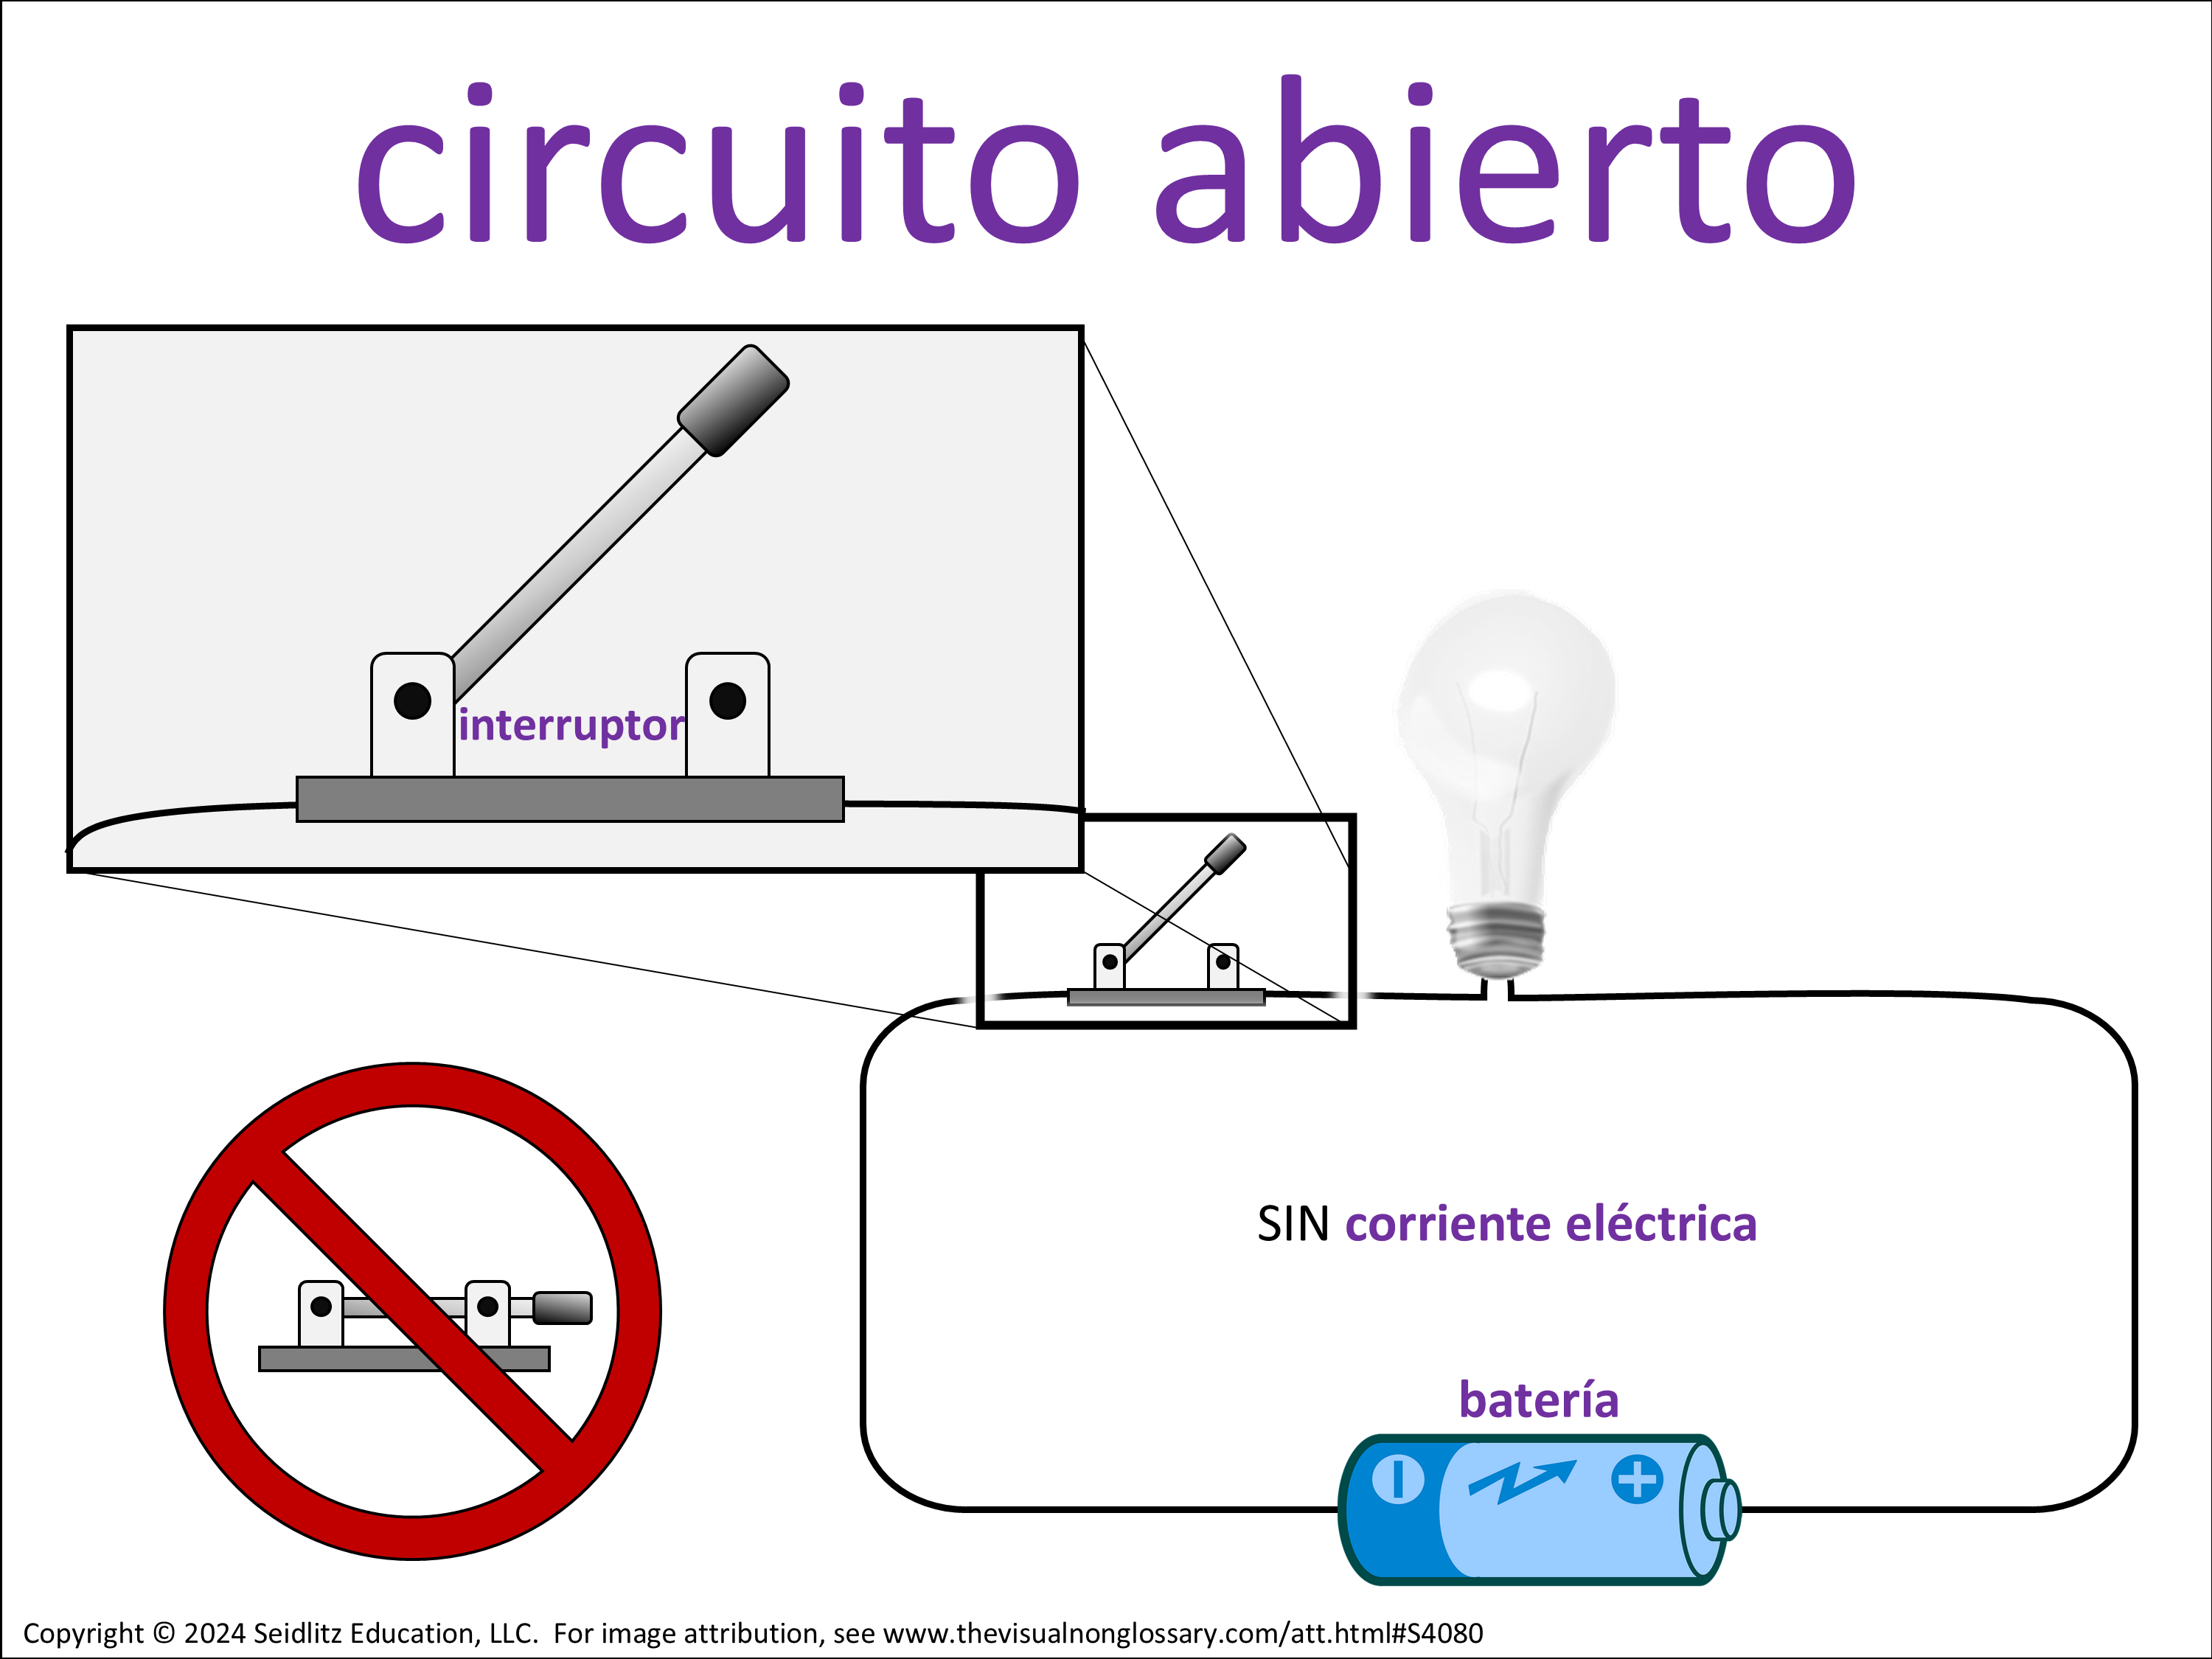 circuito abierto
interruptor
SIN corriente eléctrica
batería
Copyright © 2024 Seidlitz Education, LLC.  For image attribution, see www.thevisualnonglossary.com/att.html#S4080